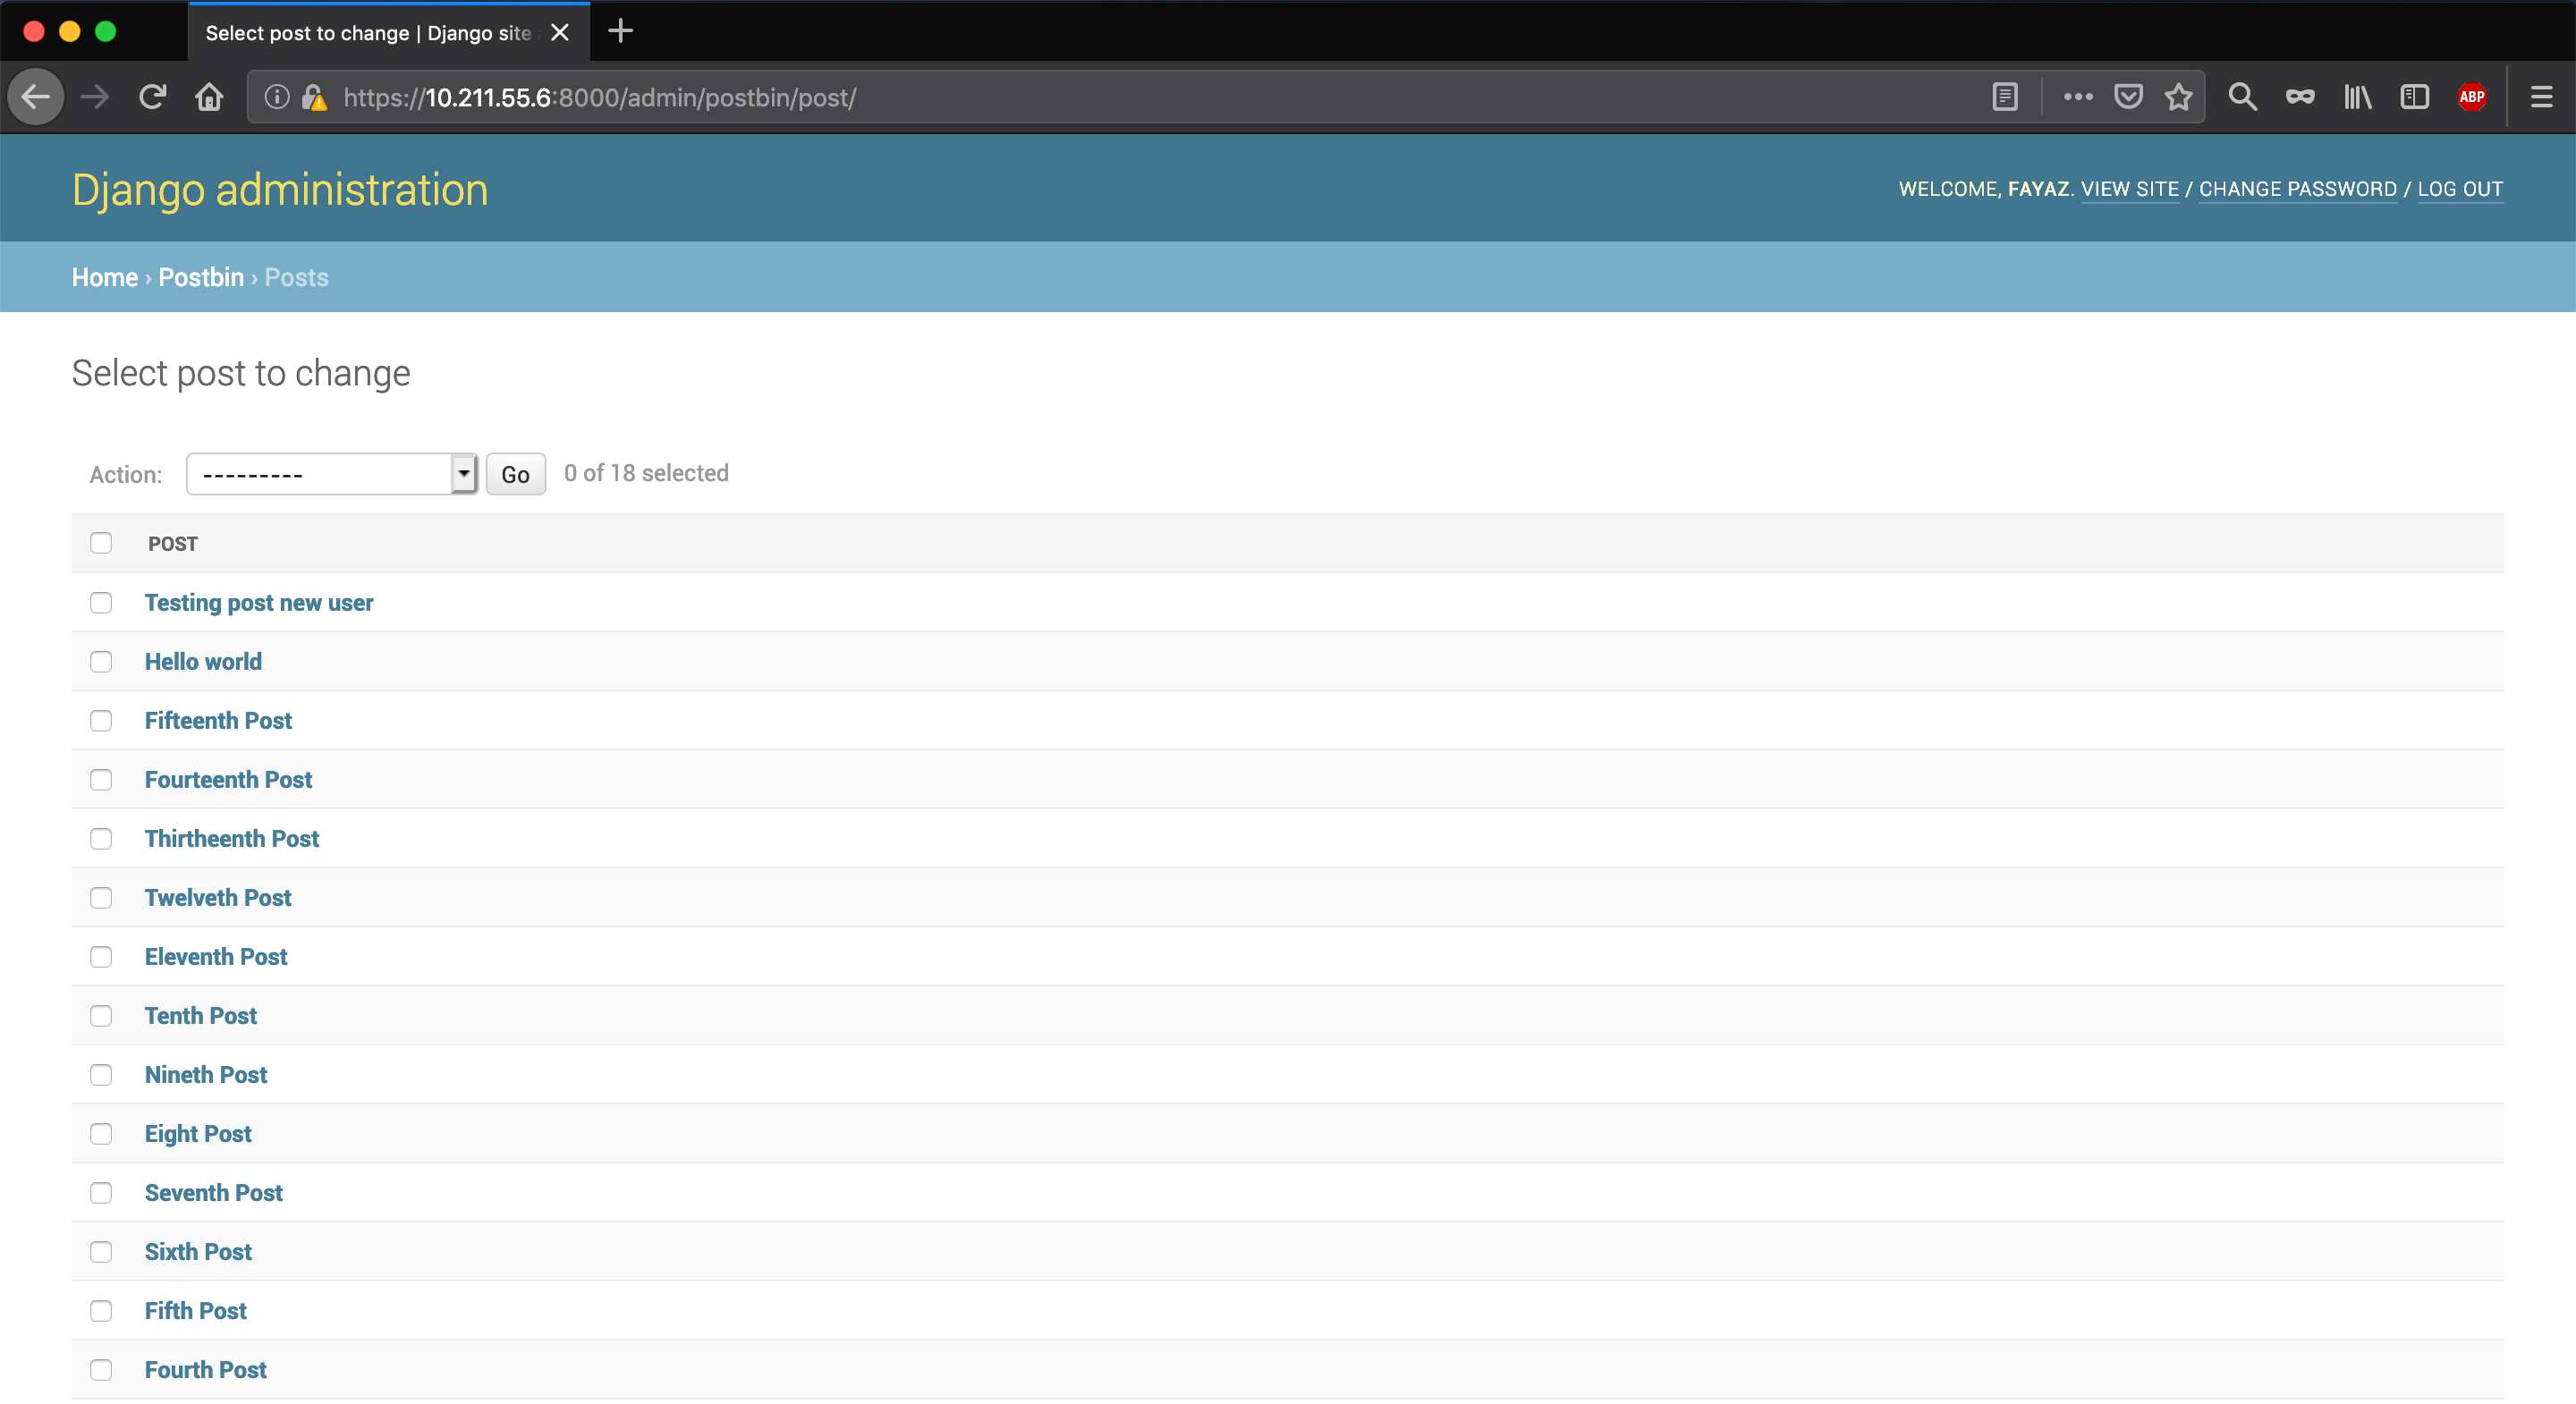 Select post to change | Django site
https://10.211.55.6:8000/admin/postbin/post/
ABP
Django administration
WELCOME, FAYAZ. VIEW SITE / CHANGE PASSWORD / LOG OUT
Home › Postbin › Posts
Select post to change
Action: --------- Go 0 of 18 selected
POST
Testing post new user
Hello world
Fifteenth Post
Fourteenth Post
Thirtheenth Post
Twelveth Post
Eleventh Post
Tenth Post
Nineth Post
Eight Post
Seventh Post
Sixth Post
Fifth Post
Fourth Post